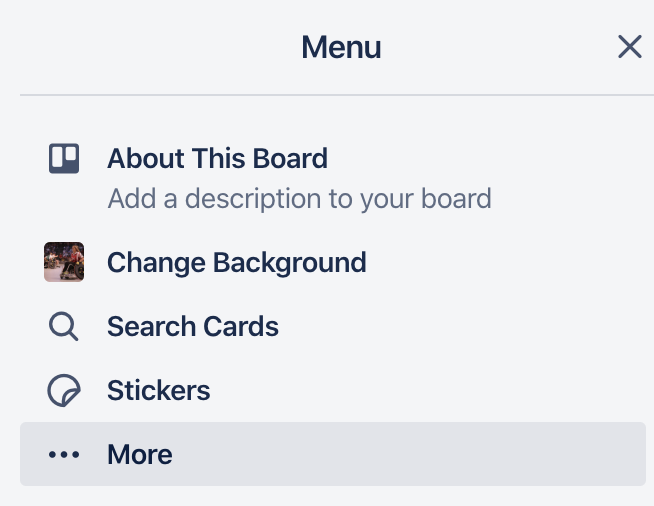 Menu
About This Board
Add a description to your board
Change Background
Search Cards
Stickers
More